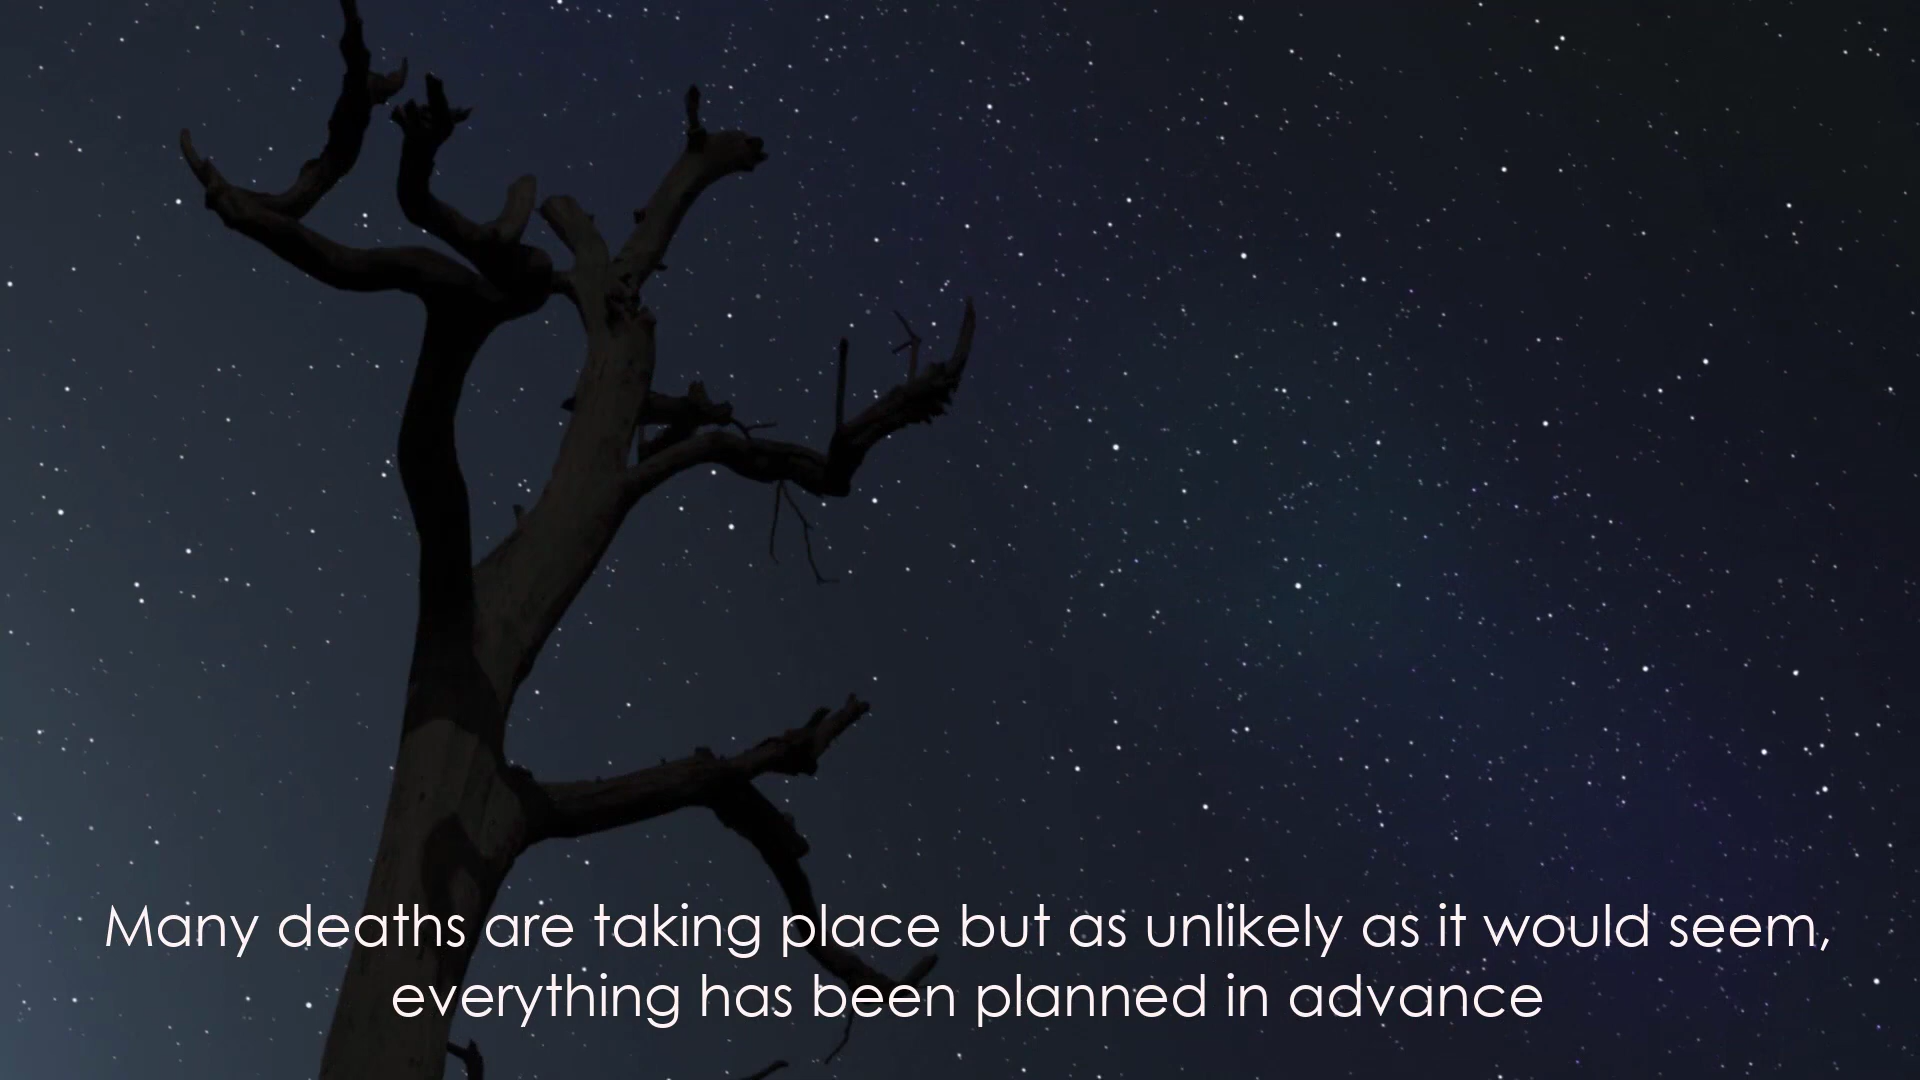 Many deaths are taking place but as unlikely as it would seem,
everything has been planned in advance